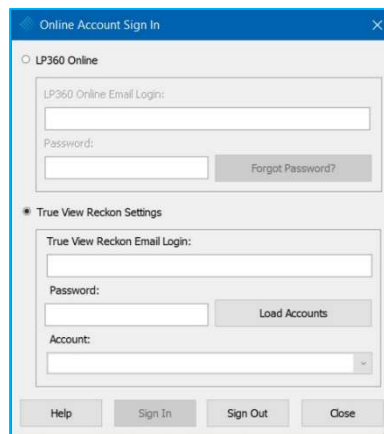 Online Account Sign In
LP360 Online
LP360 Online Email Login:
Password:
Forgot Password?
True View Reckon Settings
True View Reckon Email Login:
Password:
Load Accounts
Account:
Help Sign In Sign Out Close